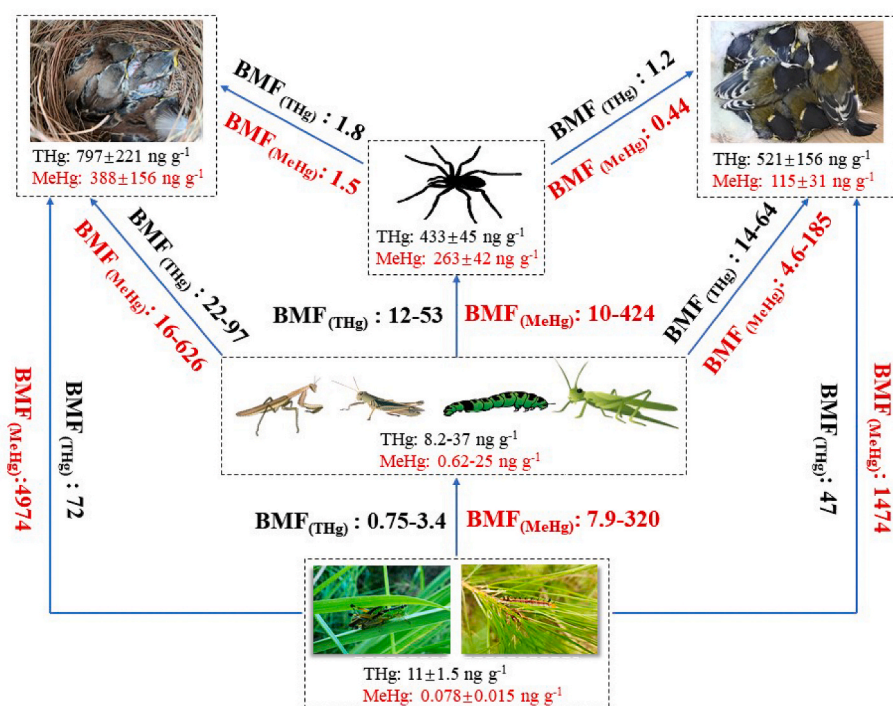 BMF(THg) : 1.8
BMF(MeHg): 1.5
BMF(THg) : 1.2
BMF(MeHg): 0.44
THg: 797±221 ng g-1
MeHg: 388±156 ng g-1
THg: 521±156 ng g-1
MeHg: 115±31 ng g-1
THg: 433±45 ng g-1
MeHg: 263±42 ng g-1
BMF(THg) : 22-97
BMF(MeHg): 16-626
BMF(THg) : 12-53
BMF(MeHg): 10-424
BMF(THg) : 14-64
BMF(MeHg): 4.6-185
THg: 8.2-37 ng g-1
MeHg: 0.62-25 ng g-1
BMF(MeHg):4974
BMF(THg) : 72
BMF(THg) : 47
BMF(MeHg): 1474
BMF(THg) : 0.75-3.4
BMF(MeHg): 7.9-320
THg: 11±1.5 ng g-1
MeHg: 0.078±0.015 ng g-1